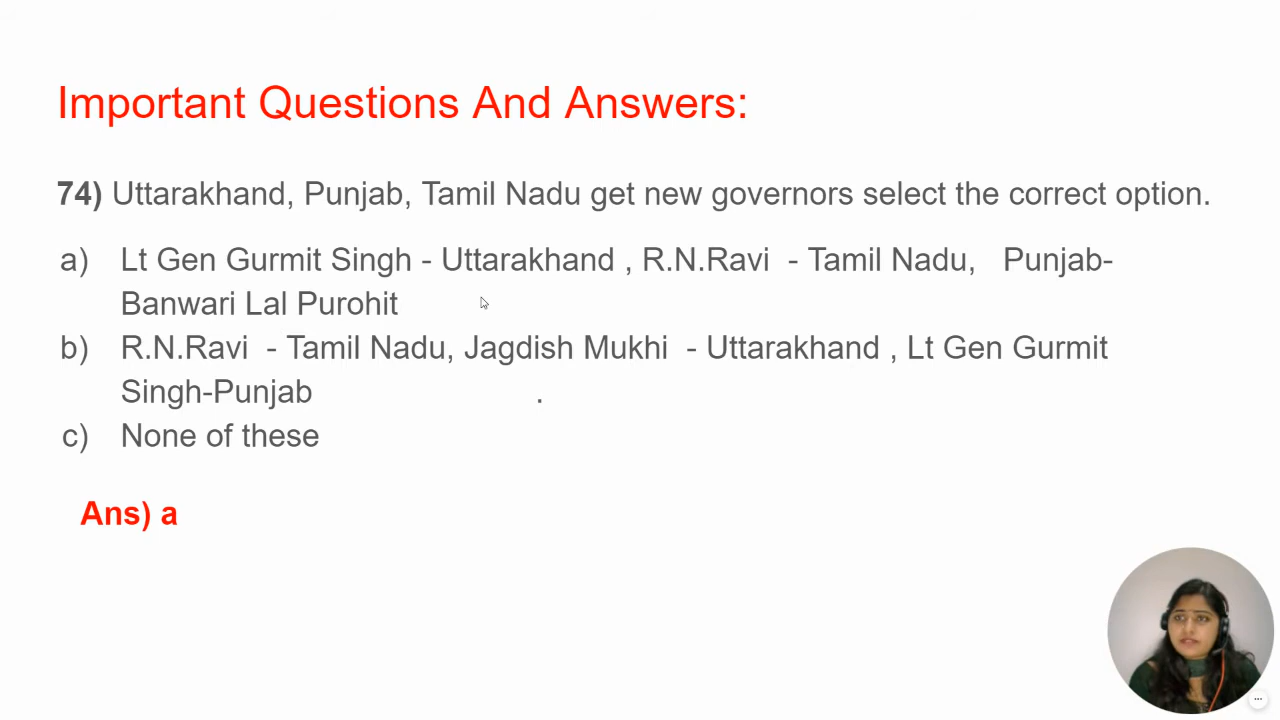 Important Questions And Answers:
74) Uttarakhand, Punjab, Tamil Nadu get new governors select the correct option.
a) Lt Gen Gurmit Singh - Uttarakhand , R.N.Ravi - Tamil Nadu, Punjab-
Banwari Lal Purohit
b) R.N.Ravi - Tamil Nadu, Jagdish Mukhi - Uttarakhand , Lt Gen Gurmit
Singh-Punjab .
c) None of these
Ans) a